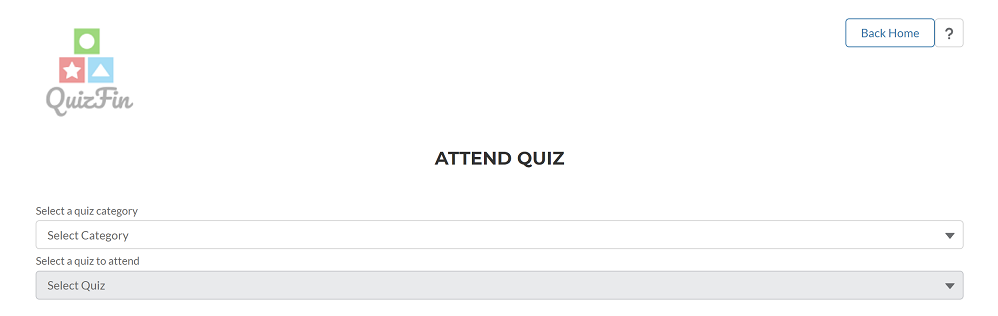 Back Home
?
QuizFin
ATTEND QUIZ
Select a quiz category
Select Category
Select a quiz to attend
Select Quiz